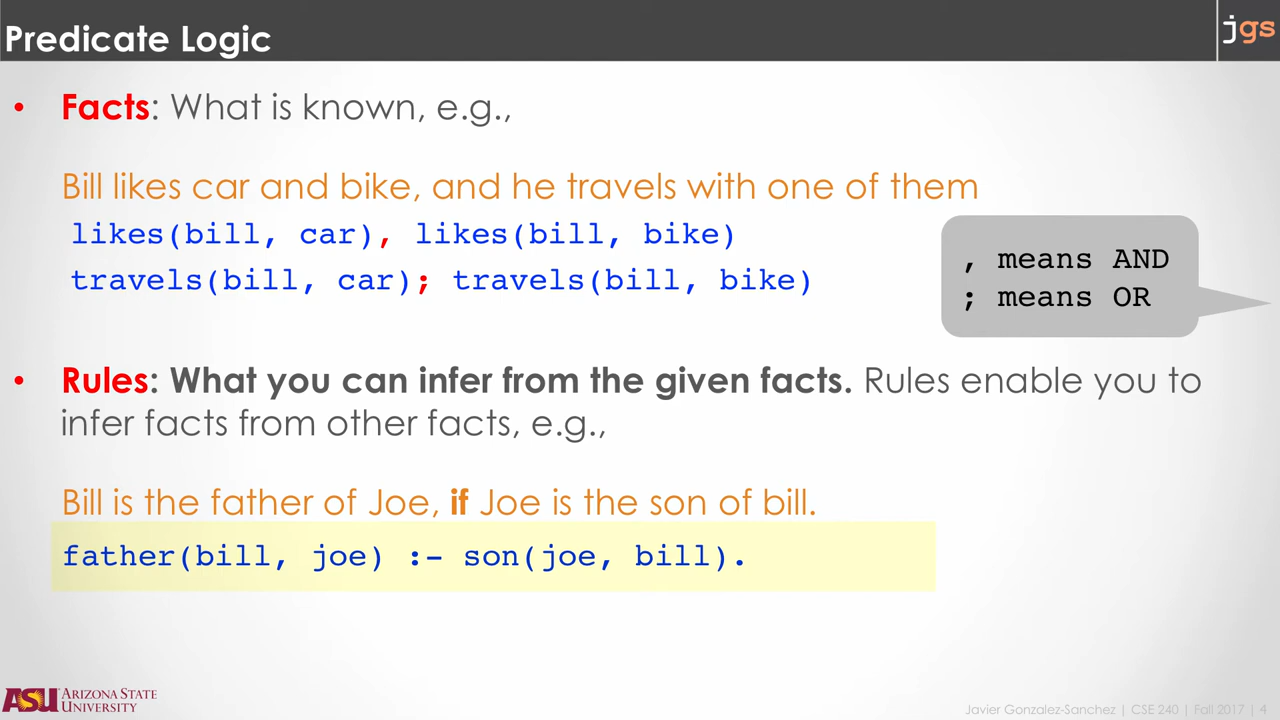 Predicate Logic
jgs
• Facts: What is known, e.g.,
Bill likes car and bike, and he travels with one of them
likes(bill, car), likes(bill, bike)
travels(bill, car); travels(bill, bike)
, means AND
; means OR
• Rules: What you can infer from the given facts. Rules enable you to
infer facts from other facts, e.g.,
Bill is the father of Joe, if Joe is the son of bill.
father(bill, joe) :- son(joe, bill).
ASU ARIZONA STATE
UNIVERSITY
Javier Gonzalez-Sanchez | CSE 240 | Fall 2017 | 4